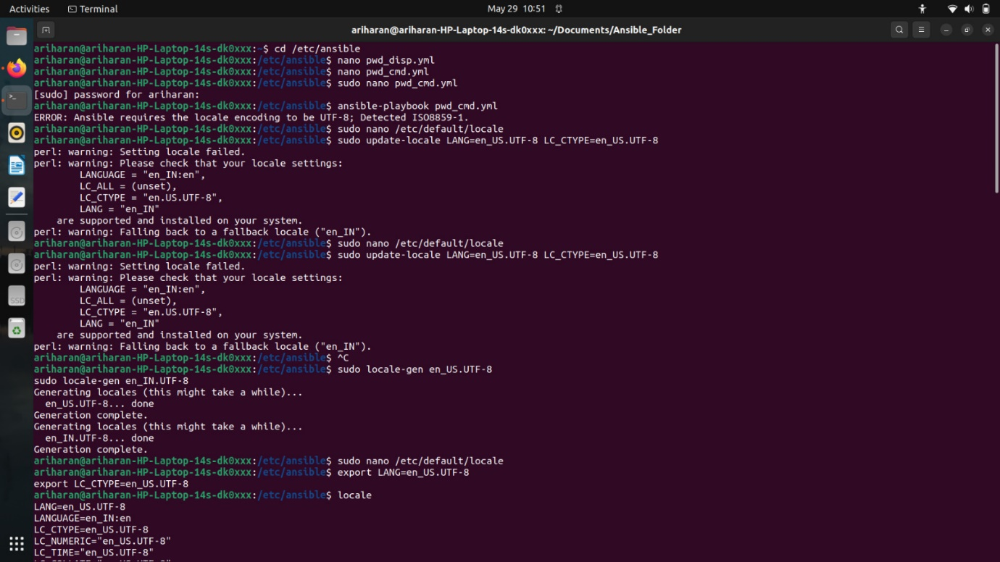 Activities
Terminal
May 29 10:51
ariharan@ariharan-HP-Laptop-14s-dk0xxx: ~/Documents/Ansible_Folder
ariharan@ariharan-HP-Laptop-14s-dk0xxx:~$ cd /etc/ansible
ariharan@ariharan-HP-Laptop-14s-dk0xxx:/etc/ansible$ nano pwd_disp.yml
ariharan@ariharan-HP-Laptop-14s-dk0xxx:/etc/ansible$ nano pwd_cmd.yml
ariharan@ariharan-HP-Laptop-14s-dk0xxx:/etc/ansible$ sudo nano pwd_cmd.yml
[sudo] password for ariharan:
ariharan@ariharan-HP-Laptop-14s-dk0xxx:/etc/ansible$ ansible-playbook pwd_cmd.yml
ERROR: Ansible requires the locale encoding to be UTF-8; Detected ISO8859-1.
ariharan@ariharan-HP-Laptop-14s-dk0xxx:/etc/ansible$ sudo nano /etc/default/locale
ariharan@ariharan-HP-Laptop-14s-dk0xxx:/etc/ansible$ sudo update-locale LANG=en_US.UTF-8 LC_CTYPE=en_US.UTF-8
perl: warning: Setting locale failed.
perl: warning: Please check that your locale settings:
        LANGUAGE = "en_IN:en",
        LC_ALL = (unset),
        LC_CTYPE = "en.US.UTF-8",
        LANG = "en_IN"
    are supported and installed on your system.
perl: warning: Falling back to a fallback locale ("en_IN").
ariharan@ariharan-HP-Laptop-14s-dk0xxx:/etc/ansible$ sudo nano /etc/default/locale
ariharan@ariharan-HP-Laptop-14s-dk0xxx:/etc/ansible$ sudo update-locale LANG=en_US.UTF-8 LC_CTYPE=en_US.UTF-8
perl: warning: Setting locale failed.
perl: warning: Please check that your locale settings:
        LANGUAGE = "en_IN:en",
        LC_ALL = (unset),
        LC_CTYPE = "en.US.UTF-8",
        LANG = "en_IN"
    are supported and installed on your system.
perl: warning: Falling back to a fallback locale ("en_IN").
ariharan@ariharan-HP-Laptop-14s-dk0xxx:/etc/ansible$ ^C
ariharan@ariharan-HP-Laptop-14s-dk0xxx:/etc/ansible$ sudo locale-gen en_US.UTF-8
sudo locale-gen en_IN.UTF-8
Generating locales (this might take a while)...
  en_US.UTF-8... done
Generation complete.
Generating locales (this might take a while)...
  en_IN.UTF-8... done
Generation complete.
ariharan@ariharan-HP-Laptop-14s-dk0xxx:/etc/ansible$ sudo nano /etc/default/locale
ariharan@ariharan-HP-Laptop-14s-dk0xxx:/etc/ansible$ export LANG=en_US.UTF-8
export LC_CTYPE=en_US.UTF-8
ariharan@ariharan-HP-Laptop-14s-dk0xxx:/etc/ansible$ locale
LANG=en_US.UTF-8
LANGUAGE=en_IN:en
LC_CTYPE=en_US.UTF-8
LC_NUMERIC="en_US.UTF-8"
LC_TIME="en_US.UTF-8"